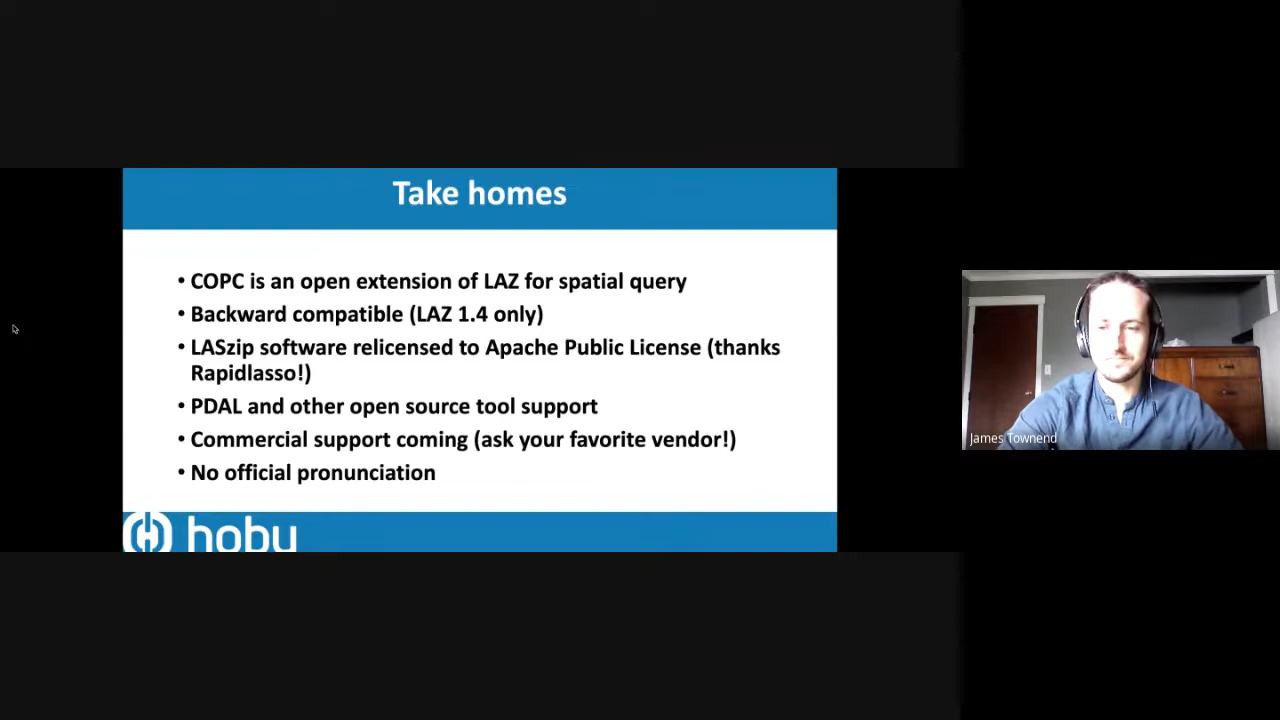 Take homes
• COPC is an open extension of LAZ for spatial query
• Backward compatible (LAZ 1.4 only)
• LASzip software relicensed to Apache Public License (thanks
Rapidlasso!)
• PDAL and other open source tool support
• Commercial support coming (ask your favorite vendor!)
• No official pronunciation
hobu
James Townend